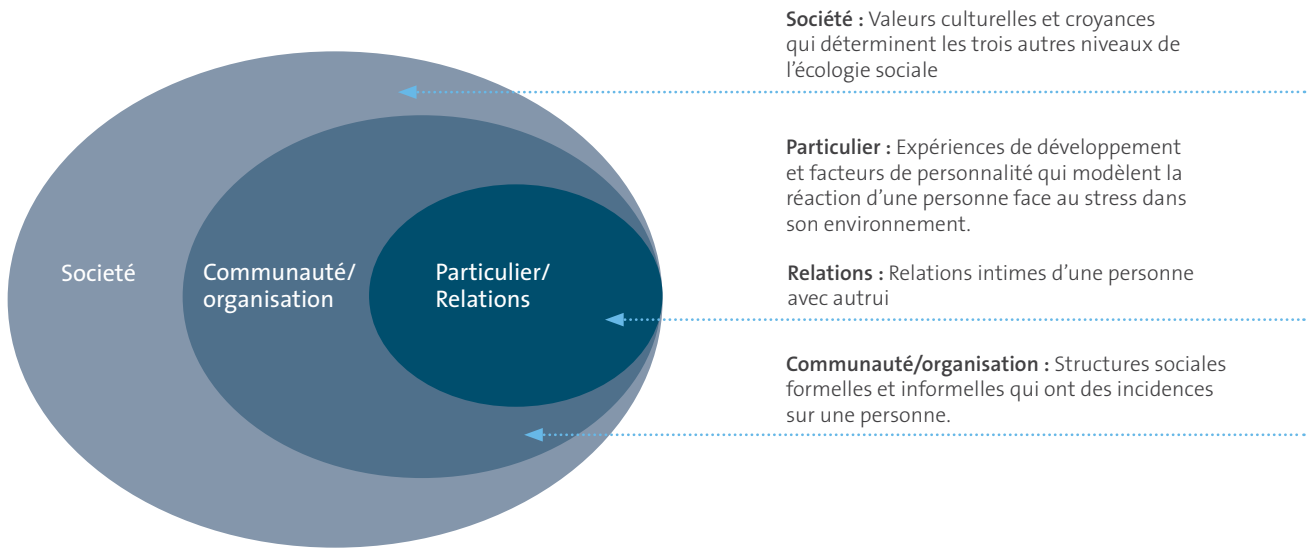 Société : Valeurs culturelles et croyances
qui déterminent les trois autres niveaux de
l’écologie sociale
Particulier : Expériences de développement
et facteurs de personnalité qui modèlent la
réaction d’une personne face au stress dans
son environnement.
Societé
Communauté/
organisation
Particulier/
Relations
Relations : Relations intimes d’une personne
avec autrui
Communauté/organisation : Structures sociales
formelles et informelles qui ont des incidences
sur une personne.